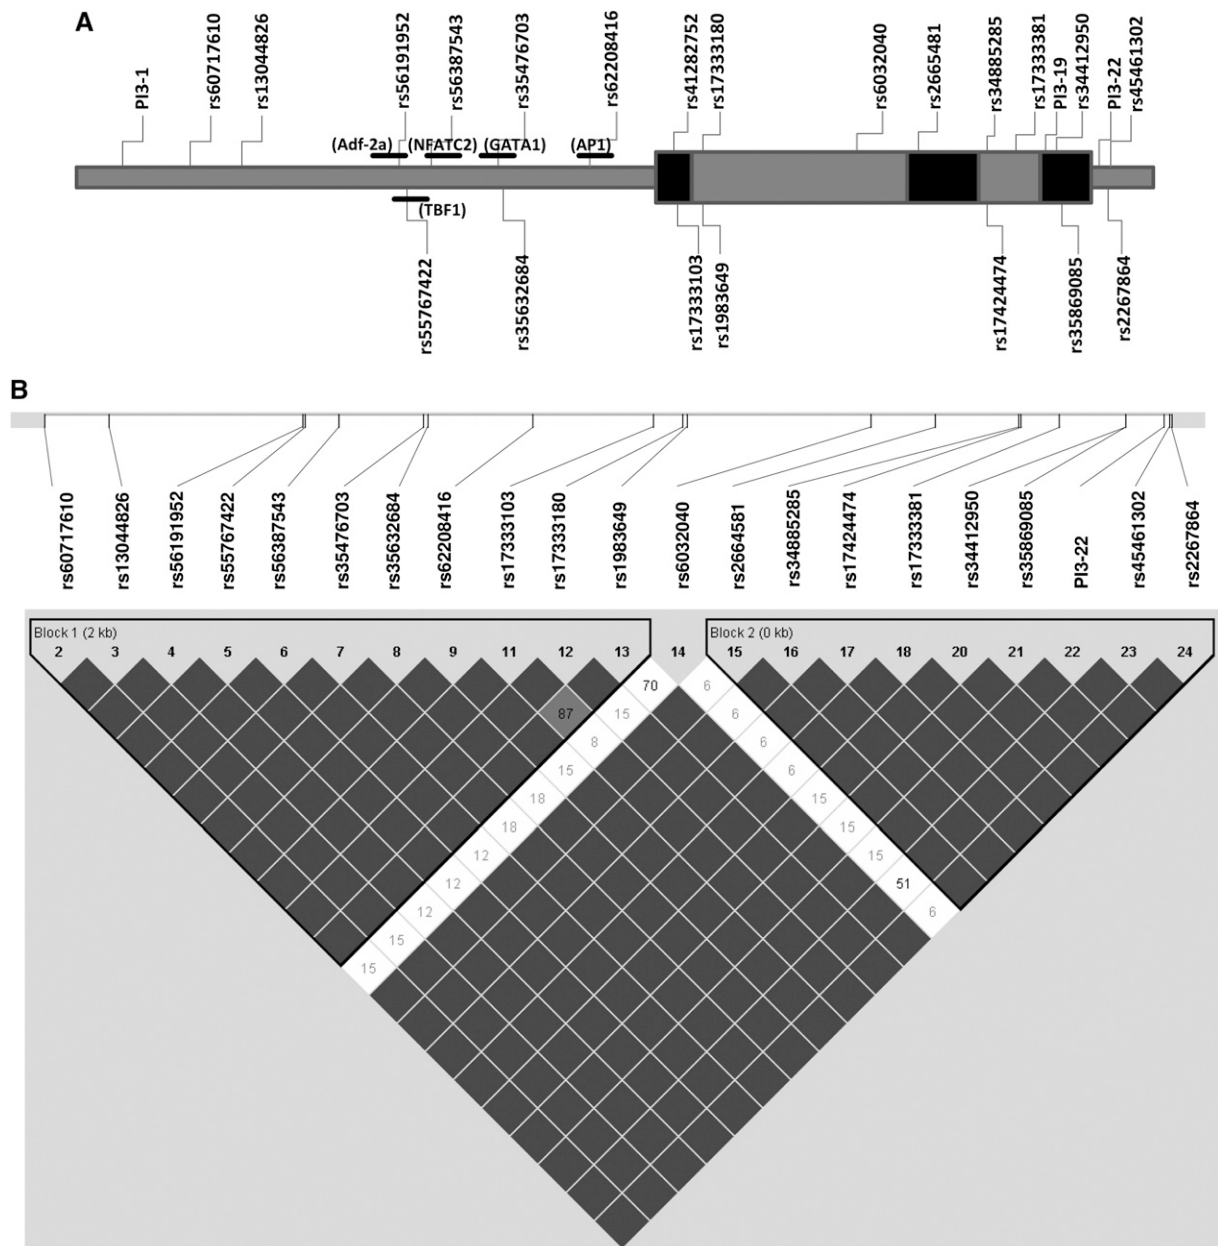 A
PI3-1
rs60717610
rs13044826
rs56191952
rs56387543
rs35476703
rs62208416
rs41282752
rs17333180
rs6032040
rs2665481
rs34885285
rs17333381
PI3-19
rs34412950
PI3-22
rs45461302
(Adf-2a)
(NFATC2)
(GATA1)
(AP1)
(TBF1)
rs55767422
rs35632684
rs17333103
rs1983649
rs17424474
rs35869085
rs2267864
B
rs60717610
rs13044826
rs56191952
rs55767422
rs56387543
rs35476703
rs35632684
rs62208416
rs17333103
rs17333180
rs1983649
rs6032040
rs2664581
rs34885285
rs17424474
rs17333381
rs34412950
rs35869085
PI3-22
rs45461302
rs2267864
Block 1 (2 kb)
Block 2 (0 kb)
2 3 4 5 6 7 8 9 11 12 13 14 15 16 17 18 20 21 22 23 24
70 6
87 15 6
8 6
15 6
18 15
18 15
12 15
12 51
12 6
15
15